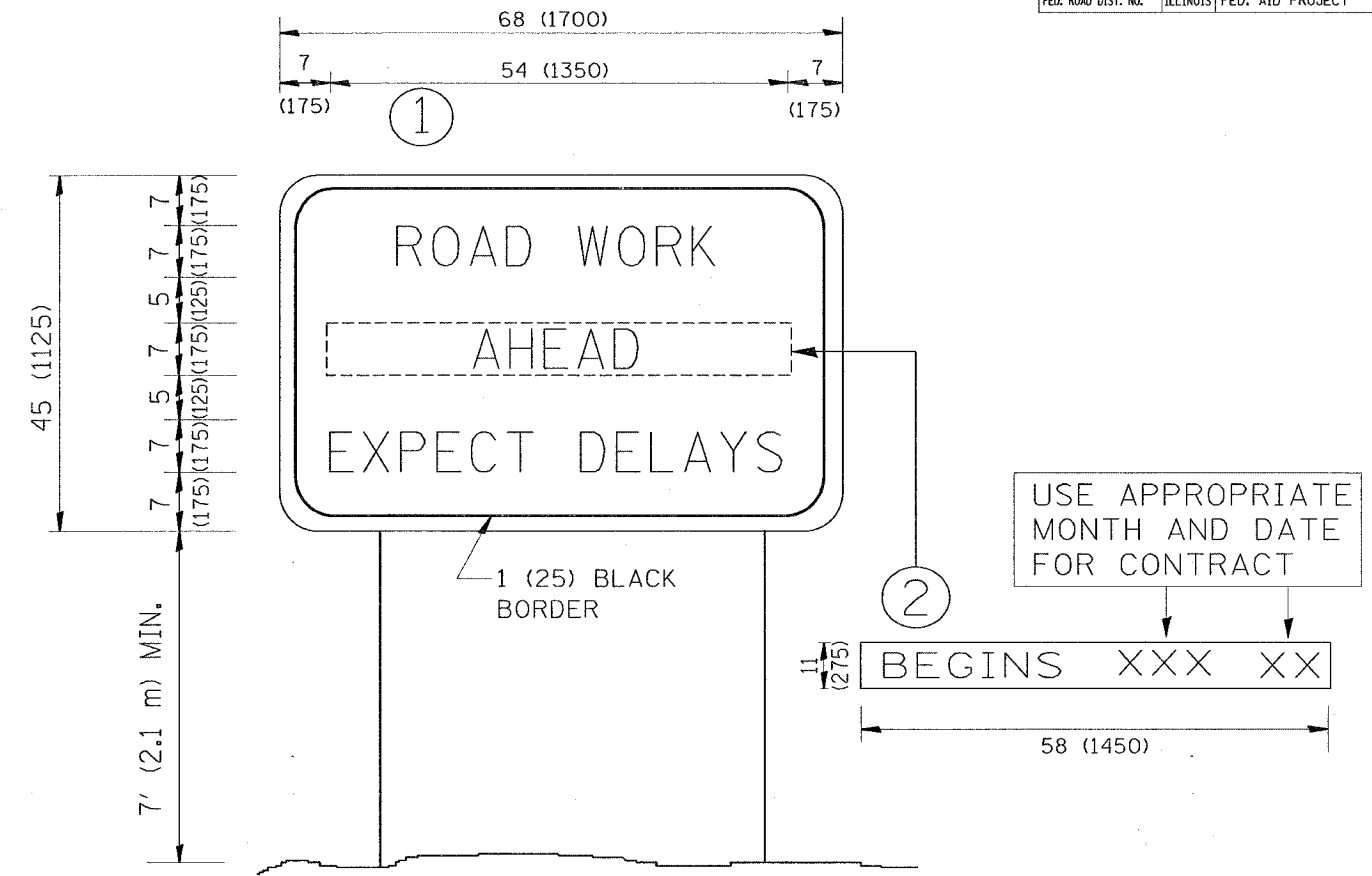 FED. ROAD DIST. NO. ILLINOIS FED. AID PROJECT
68 (1700)
7 54 (1350) 7
(175) (175)
1
7 (175)
7 (175)
5 (125)
7 (175)
5 (125)
7 (175)
7 (175)
45 (1125)
ROAD WORK
AHEAD
EXPECT DELAYS
1 (25) BLACK
BORDER
7' (2.1 m) MIN.
2
USE APPROPRIATE
MONTH AND DATE
FOR CONTRACT
11
(275)
BEGINS XXX XX
58 (1450)